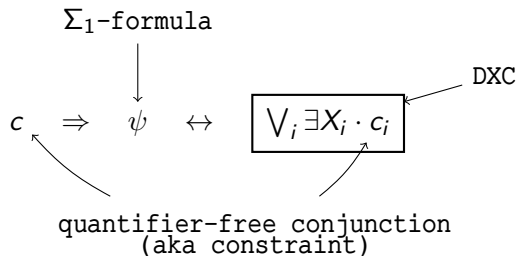 Σ₁-formula
DXC
c ⇒ ψ ↔ ⋁ᵢ ∃Xᵢ · cᵢ
quantifier-free conjunction
(aka constraint)